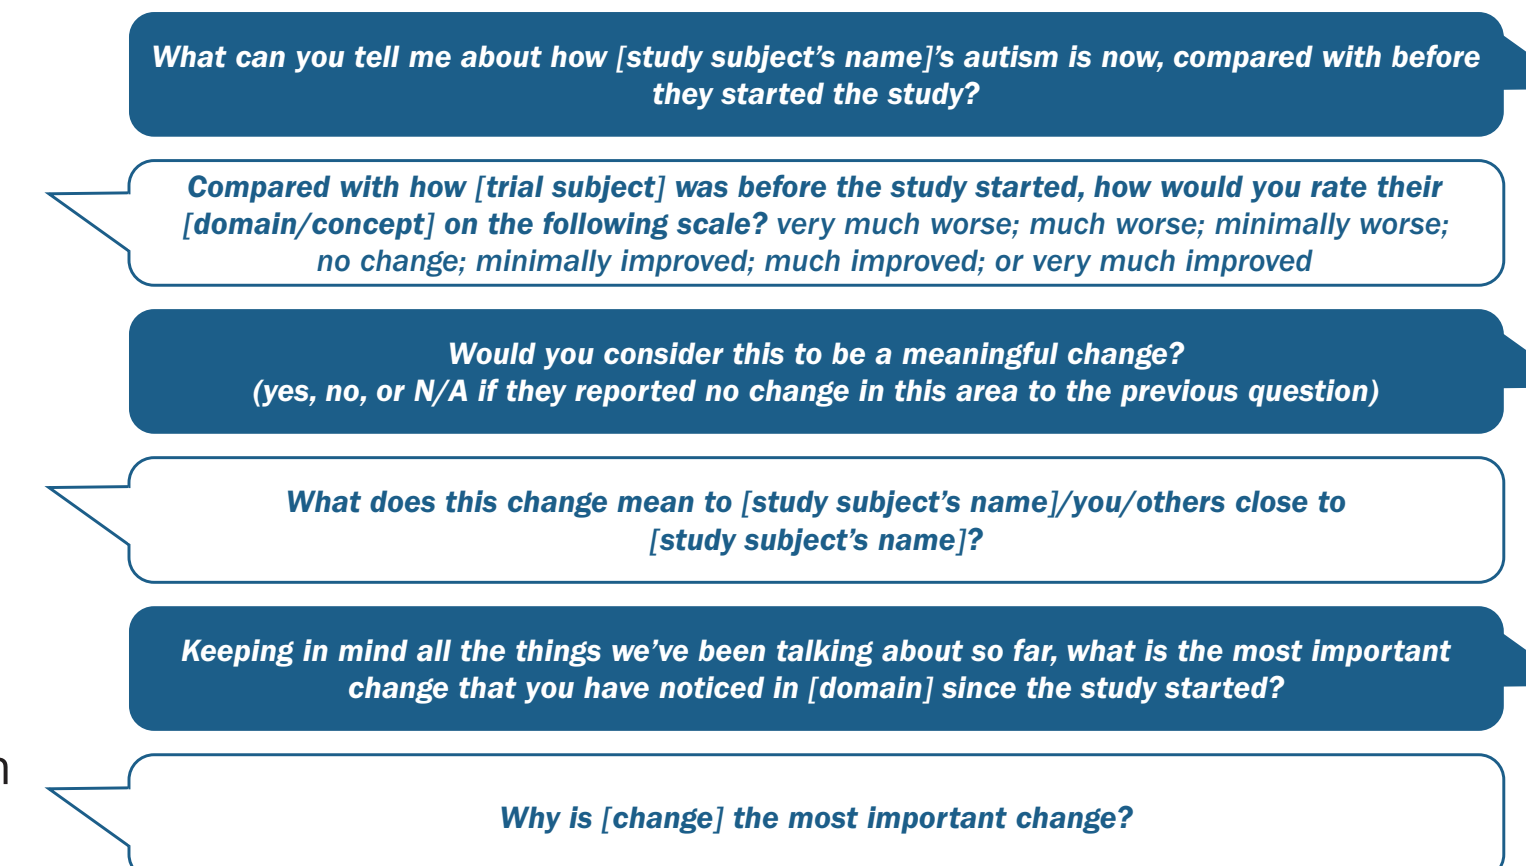 What can you tell me about how [study subject’s name]’s autism is now, compared with before
they started the study?
Compared with how [trial subject] was before the study started, how would you rate their
[domain/concept] on the following scale? very much worse; much worse; minimally worse;
no change; minimally improved; much improved; or very much improved
Would you consider this to be a meaningful change?
(yes, no, or N/A if they reported no change in this area to the previous question)
What does this change mean to [study subject’s name]/you/others close to
[study subject’s name]?
Keeping in mind all the things we’ve been talking about so far, what is the most important
change that you have noticed in [domain] since the study started?
Why is [change] the most important change?